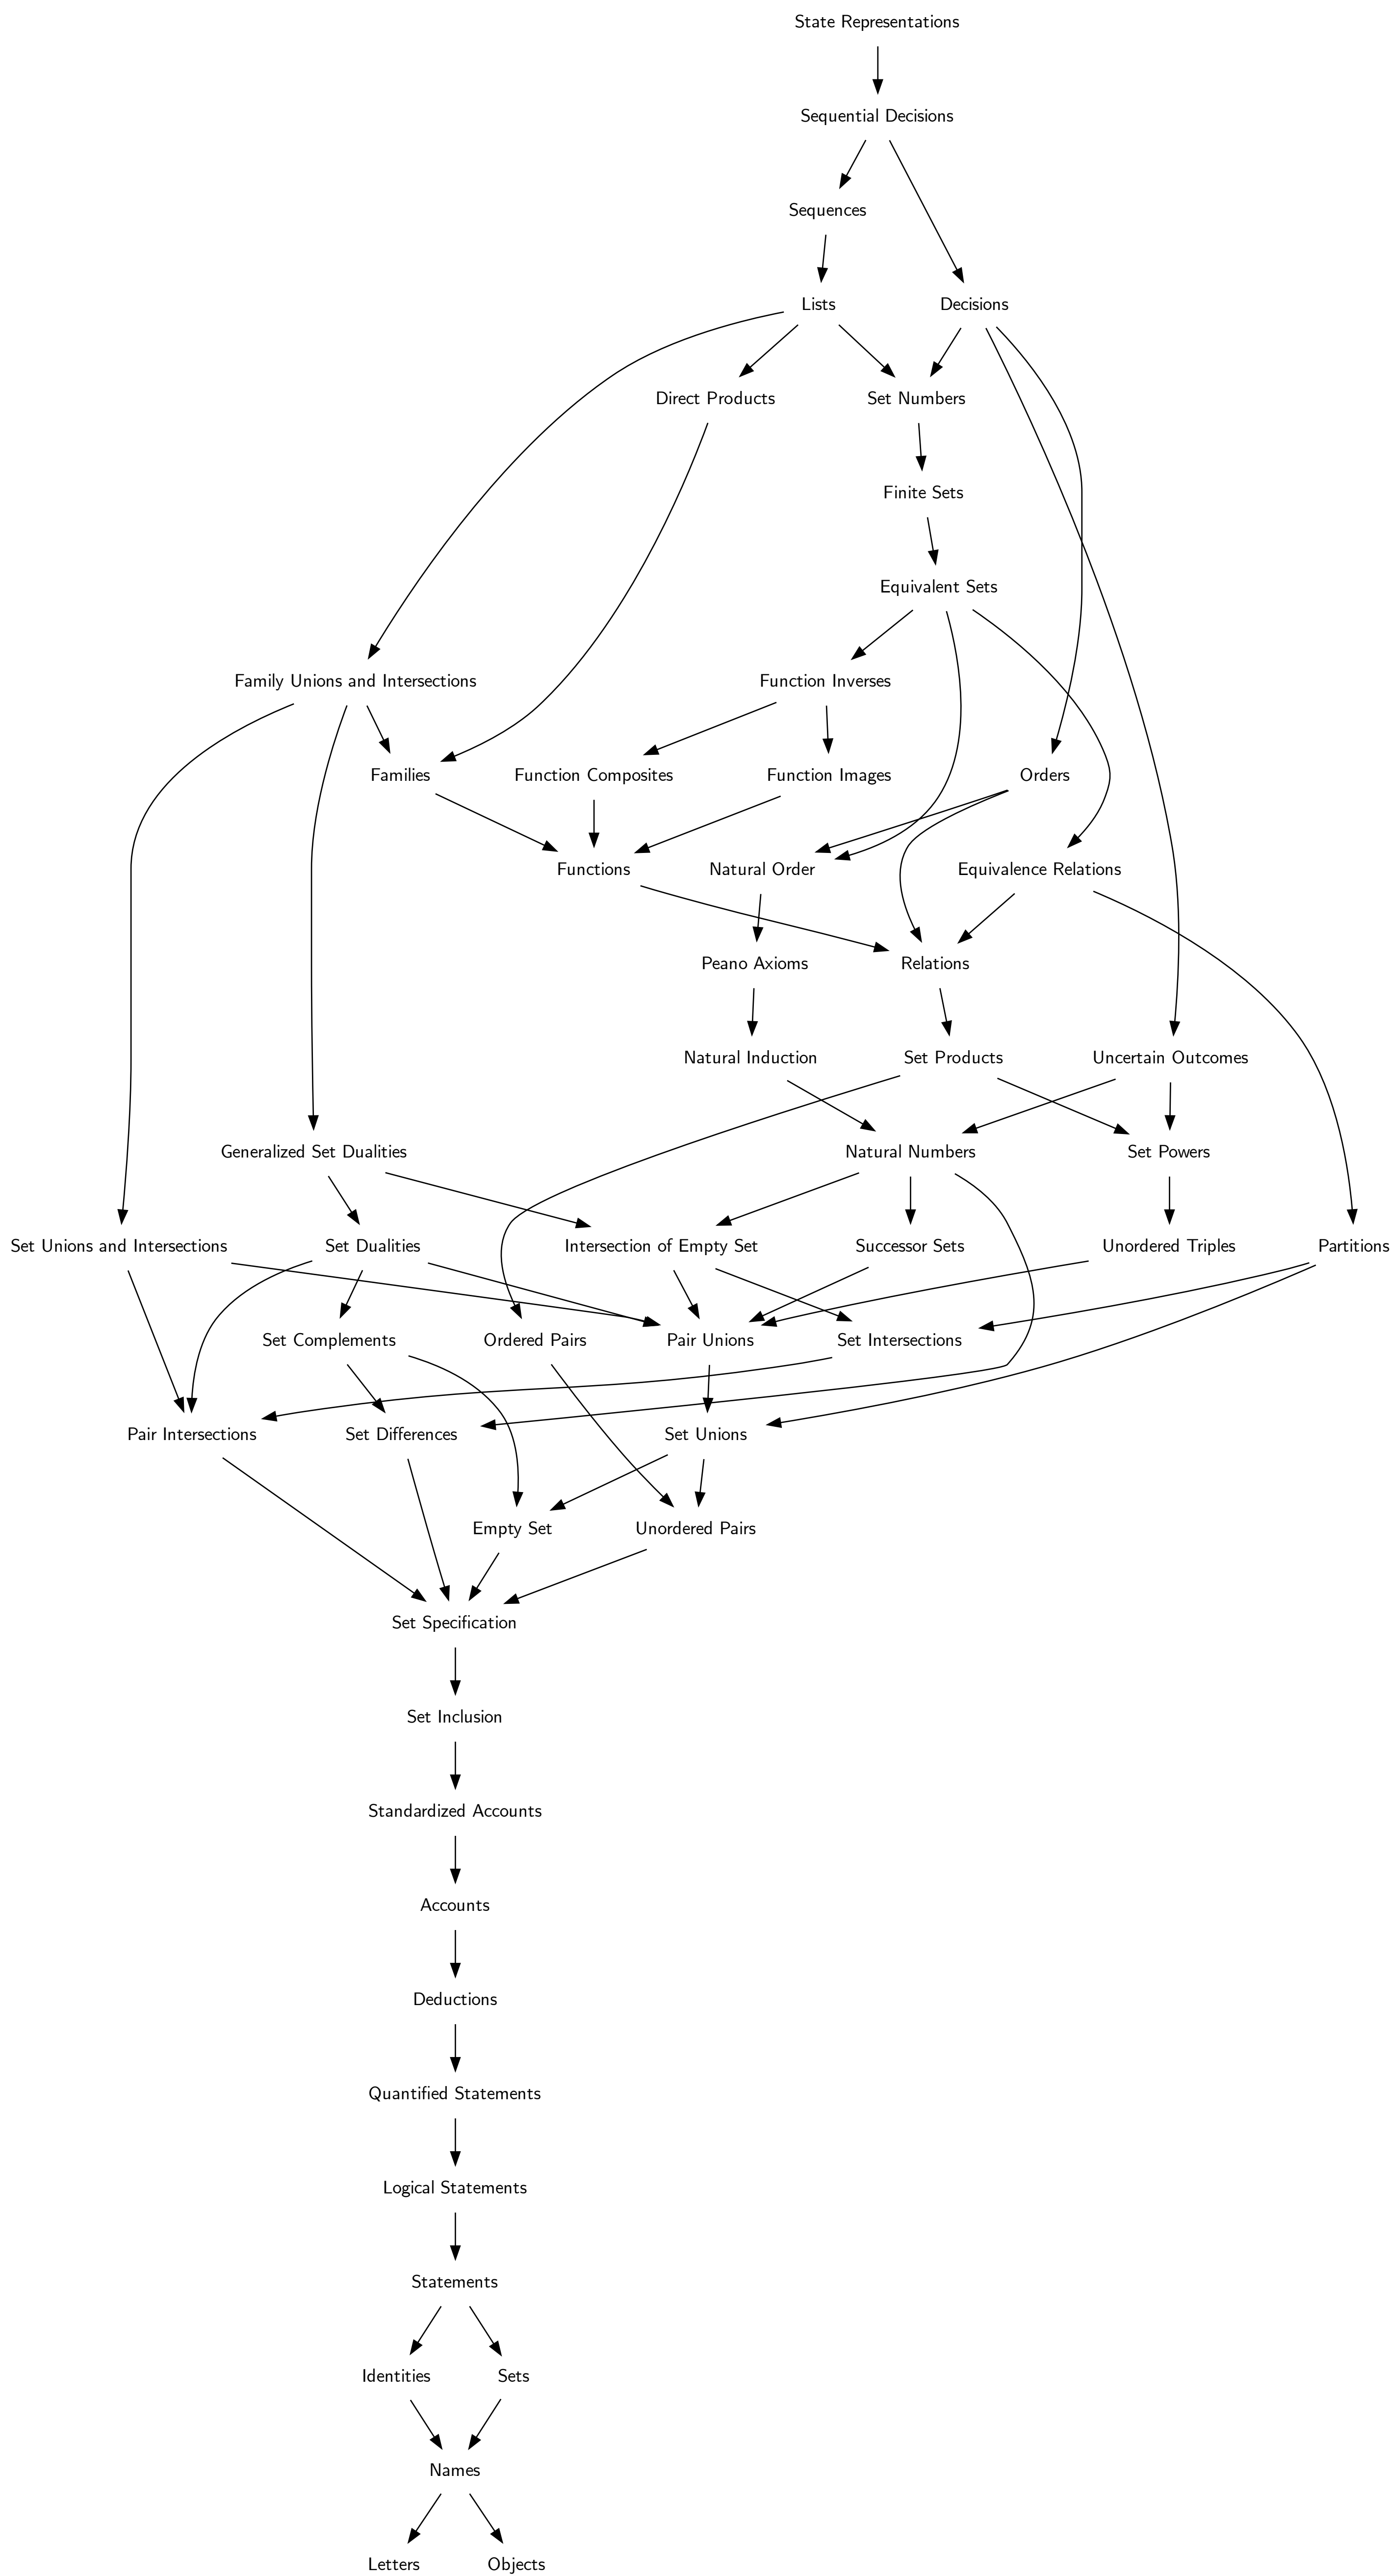 State Representations
Sequential Decisions
Sequences
Lists
Decisions
Direct Products
Set Numbers
Finite Sets
Equivalent Sets
Family Unions and Intersections
Function Inverses
Families
Function Composites
Function Images
Orders
Functions
Natural Order
Equivalence Relations
Peano Axioms
Relations
Natural Induction
Set Products
Uncertain Outcomes
Generalized Set Dualities
Natural Numbers
Set Powers
Set Unions and Intersections
Set Dualities
Intersection of Empty Set
Successor Sets
Unordered Triples
Partitions
Set Complements
Ordered Pairs
Pair Unions
Set Intersections
Pair Intersections
Set Differences
Set Unions
Empty Set
Unordered Pairs
Set Specification
Set Inclusion
Standardized Accounts
Accounts
Deductions
Quantified Statements
Logical Statements
Statements
Identities
Sets
Names
Letters
Objects